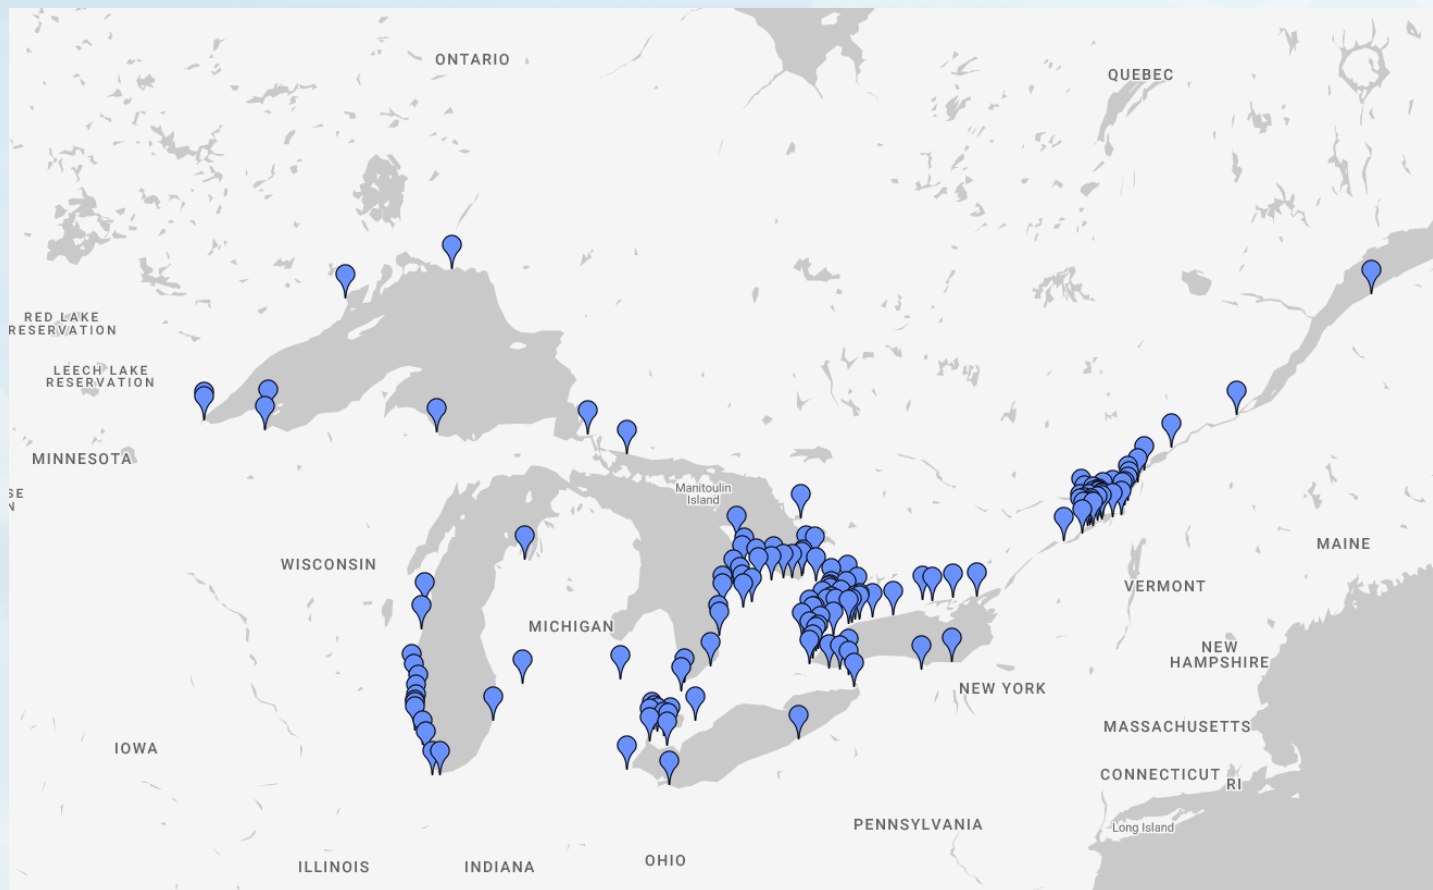 ONTARIO
QUEBEC
RED LAKE
RESERVATION
LEECH LAKE
RESERVATION
MINNESOTA
SE
N
Manitoulin
Island
WISCONSIN
MAINE
VERMONT
MICHIGAN
NEW
HAMPSHIRE
NEW YORK
MASSACHUSETTS
IOWA
CONNECTICUT
RI
PENNSYLVANIA
Long Island
ILLINOIS
INDIANA
OHIO